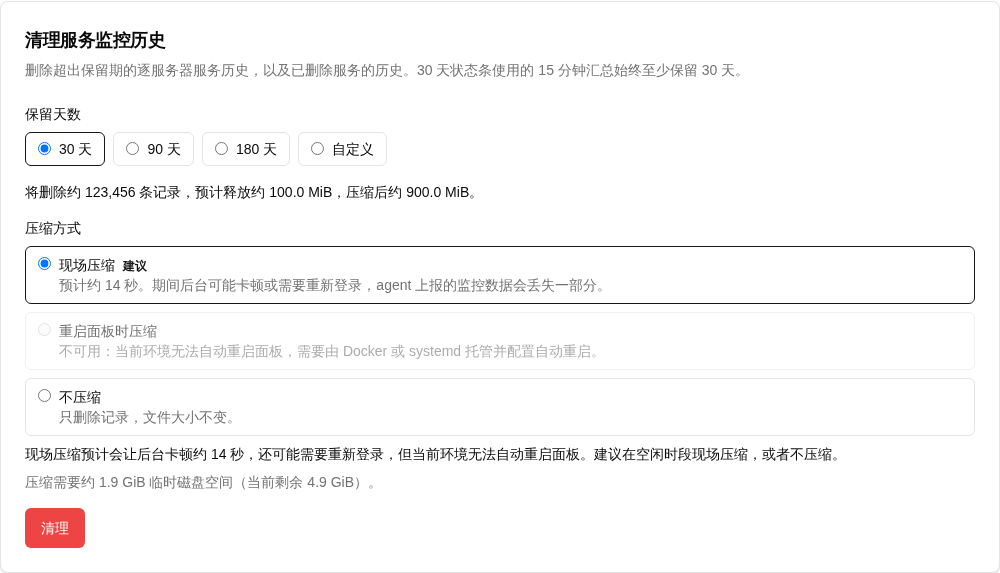 清理服务监控历史
删除超出保留期的逐服务器服务历史，以及已删除服务的历史。30 天状态条使用的 15 分钟汇总始终至少保留 30 天。
保留天数
30 天
90 天
180 天
自定义
将删除约 123,456 条记录，预计释放约 100.0 MiB，压缩后约 900.0 MiB。
压缩方式
现场压缩 建议
预计约 14 秒。期间后台可能卡顿或需要重新登录，agent 上报的监控数据会丢失一部分。
重启面板时压缩
不可用：当前环境无法自动重启面板，需要由 Docker 或 systemd 托管并配置自动重启。
不压缩
只删除记录，文件大小不变。
现场压缩预计会让后台卡顿约 14 秒，还可能需要重新登录，但当前环境无法自动重启面板。建议在空闲时段现场压缩，或者不压缩。
压缩需要约 1.9 GiB 临时磁盘空间（当前剩余 4.9 GiB）。
清理